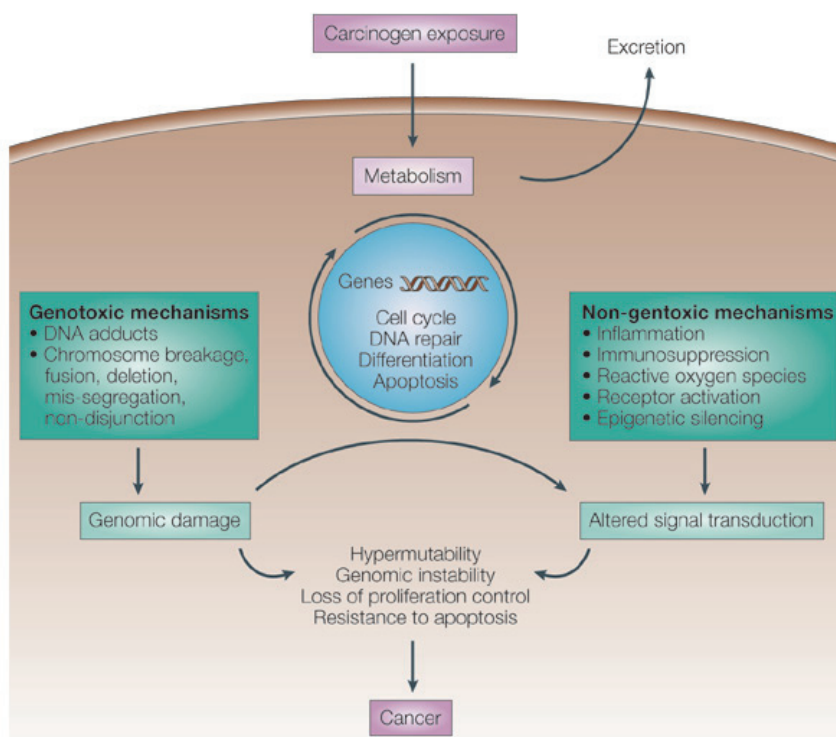 Carcinogen exposure
Excretion
Metabolism
Genes
Cell cycle
DNA repair
Differentiation
Apoptosis
Genotoxic mechanisms
• DNA adducts
• Chromosome breakage,
fusion, deletion,
mis-segregation,
non-disjunction
Non-gentoxic mechanisms
• Inflammation
• Immunosuppression
• Reactive oxygen species
• Receptor activation
• Epigenetic silencing
Genomic damage
Altered signal transduction
Hypermutability
Genomic instability
Loss of proliferation control
Resistance to apoptosis
Cancer